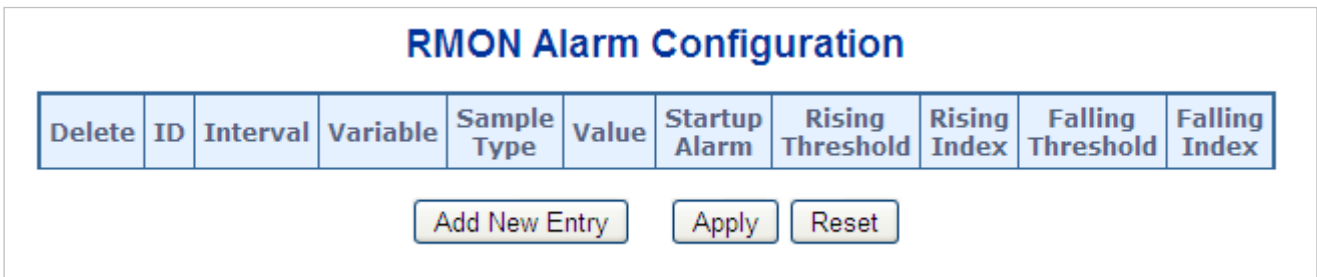 RMON Alarm Configuration
Delete ID Interval Variable Sample Type Value Startup Alarm Rising Threshold Rising Index Falling Threshold Falling Index
Add New Entry Apply Reset